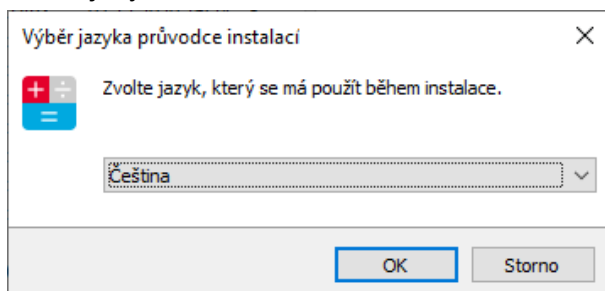 Výběr jazyka průvodce instalací
Zvolte jazyk, který se má použít během instalace.
Čeština
OK
Storno